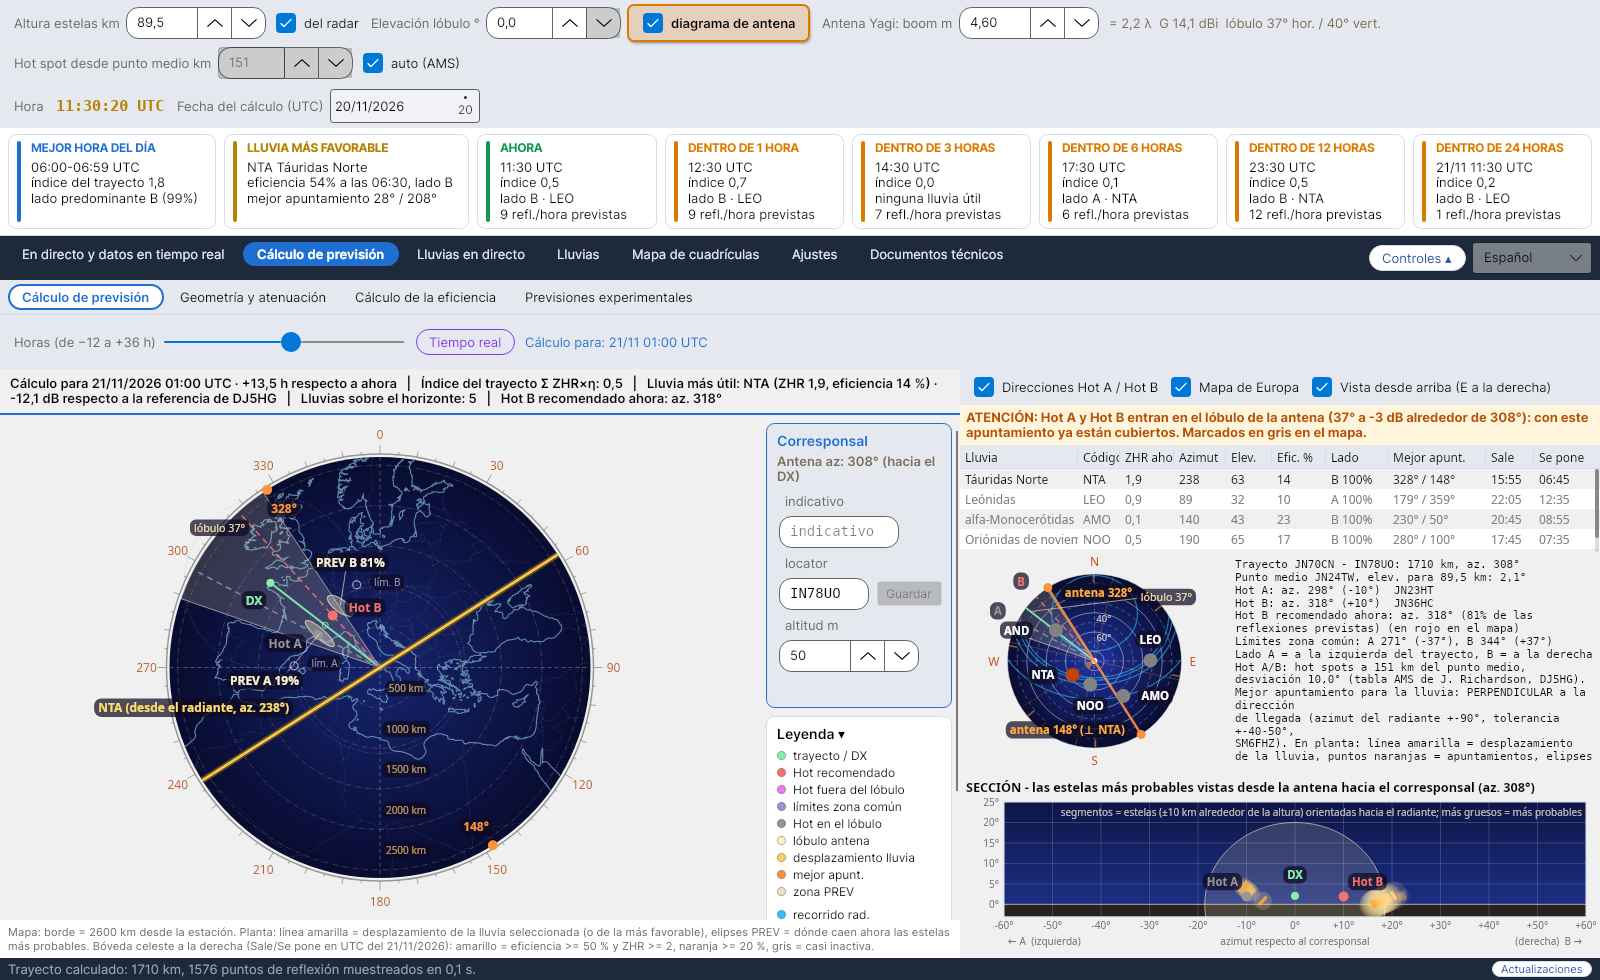 Altura estelas km 89,5 del radar Elevación lóbulo ° 0,0 diagrama de antena Antena Yagi: boom m 4,60 = 2,2 λ G 14,1 dBi lóbulo 37° hor. / 40° vert.
Hot spot desde punto medio km 151 auto (AMS)
Hora 11:30:20 UTC Fecha del cálculo (UTC) 20/11/2026 20
MEJOR HORA DEL DÍA
06:00-06:59 UTC
índice del trayecto 1,8
lado predominante B (99%)
LLUVIA MÁS FAVORABLE
NTA Táuridas Norte
eficiencia 54% a las 06:30, lado B
mejor apuntamiento 28° / 208°
AHORA
11:30 UTC
índice 0,5
lado B · LEO
9 refl./hora previstas
DENTRO DE 1 HORA
12:30 UTC
índice 0,7
lado B · LEO
9 refl./hora previstas
DENTRO DE 3 HORAS
14:30 UTC
índice 0,0
ninguna lluvia útil
7 refl./hora previstas
DENTRO DE 6 HORAS
17:30 UTC
índice 0,1
lado A · NTA
6 refl./hora previstas
DENTRO DE 12 HORAS
23:30 UTC
índice 0,5
lado B · NTA
12 refl./hora previstas
DENTRO DE 24 HORAS
21/11 11:30 UTC
índice 0,2
lado B · LEO
1 refl./hora previstas
En directo y datos en tiempo real Cálculo de previsión Lluvias en directo Lluvias Mapa de cuadrículas Ajustes Documentos técnicos Controles ▴ Español
Cálculo de previsión Geometría y atenuación Cálculo de la eficiencia Previsiones experimentales
Horas (de −12 a +36 h) Tiempo real Cálculo para: 21/11 01:00 UTC
Cálculo para 21/11/2026 01:00 UTC · +13,5 h respecto a ahora | Índice del trayecto Σ ZHR×η: 0,5 | Lluvia más útil: NTA (ZHR 1,9, eficiencia 14 %) ·
-12,1 dB respecto a la referencia de DJ5HG | Lluvias sobre el horizonte: 5 | Hot B recomendado ahora: az. 318°
0
30
60
90
120
150
180
210
240
270
300
330
328°
lóbulo 37°
PREV B 81%
lím. B
DX
Hot B
Hot A
lím. A
PREV A 19%
NTA (desde el radiante, az. 238°)
500 km
1000 km
1500 km
2000 km
2500 km
148°
Corresponsal
Antena az: 308° (hacia el
DX)
indicativo
indicativo
locator
IN78UO Guardar
altitud m
50
Leyenda ▾
trayecto / DX
Hot recomendado
Hot fuera del lóbulo
límites zona común
Hot en el lóbulo
lóbulo antena
desplazamiento lluvia
mejor apunt.
zona PREV
recorrido rad.
Mapa: borde = 2600 km desde la estación. Planta: línea amarilla = desplazamiento de la lluvia seleccionada (o de la más favorable), elipses PREV = dónde caen ahora las estelas
más probables. Bóveda celeste a la derecha (Sale/Se pone en UTC del 21/11/2026): amarillo = eficiencia >= 50 % y ZHR >= 2, naranja >= 20 %, gris = casi inactiva.
Direcciones Hot A / Hot B Mapa de Europa Vista desde arriba (E a la derecha)
ATENCIÓN: Hot A y Hot B entran en el lóbulo de la antena (37° a -3 dB alrededor de 308°): con este
apuntamiento ya están cubiertos. Marcados en gris en el mapa.
Lluvia Código ZHR aho Azimut Elev. Efic. % Lado Mejor apunt. Sale Se pone
Táuridas Norte NTA 1,9 238 63 14 B 100% 328° / 148° 15:55 06:45
Leónidas LEO 0,9 89 32 10 A 100% 179° / 359° 22:05 12:35
alfa-Monocerótidas AMO 0,1 140 43 23 B 100% 230° / 50° 20:45 08:55
Oriónidas de noviem NOO 0,5 190 65 17 B 100% 280° / 100° 17:45 07:35
N
B
antena 328°
lóbulo 37°
A
40°
AND
60°
LEO
W
E
NTA
AMO
NOO
antena 148° (⊥ NTA)
S
Trayecto JN70CN - IN78UO: 1710 km, az. 308°
Punto medio JN24TW, elev. para 89,5 km: 2,1°
Hot A: az. 298° (-10°) JN23HT
Hot B: az. 318° (+10°) JN36HC
Hot B recomendado ahora: az. 318° (81% de las
reflexiones previstas) (en rojo en el mapa)
Límites zona común: A 271° (-37°), B 344° (+37°)
Lado A = a la izquierda del trayecto, B = a la derecha
Hot A/B: hot spots a 151 km del punto medio,
desviación 10,0° (tabla AMS de J. Richardson, DJ5HG).
Mejor apuntamiento para la lluvia: PERPENDICULAR a la
dirección
de llegada (azimut del radiante +-90°, tolerancia
+-40-50°,
SM6FHZ). En planta: línea amarilla = desplazamiento
de la lluvia, puntos naranjas = apuntamientos, elipses
SECCIÓN - las estelas más probables vistas desde la antena hacia el corresponsal (az. 308°)
25°
20°
15°
10°
5°
0°
segmentos = estelas (±10 km alrededor de la altura) orientadas hacia el radiante; más gruesos = más probables
Hot A
DX
Hot B
-60° -50° -40° -30° -20° -10° 0° +10° +20° +30° +40° +50° +60°
← A (izquierda) azimut respecto al corresponsal (derecha) B →
Trayecto calculado: 1710 km, 1576 puntos de reflexión muestreados en 0,1 s. Actualizaciones